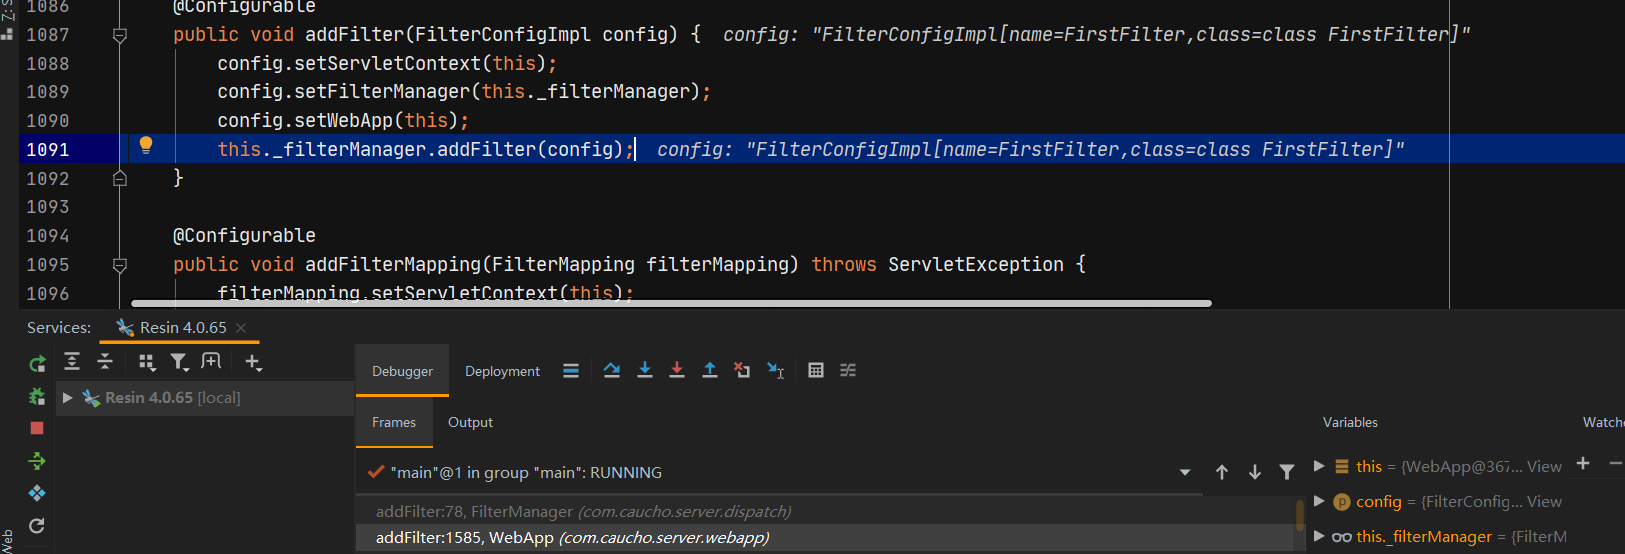 1086 @Configurable
1087 public void addFilter(FilterConfigImpl config) { config: "FilterConfigImpl[name=FirstFilter,class=class FirstFilter]"
1088 config.setServletContext(this);
1089 config.setFilterManager(this._filterManager);
1090 config.setWebApp(this);
1091 this._filterManager.addFilter(config); config: "FilterConfigImpl[name=FirstFilter,class=class FirstFilter]"
1092 }
1093
1094 @Configurable
1095 public void addFilterMapping(FilterMapping filterMapping) throws ServletException {
1096 filterMapping.setServletContext(this);
Services: Resin 4.0.65
Debugger Deployment
Resin 4.0.65 [local]
Frames Output Variables Watche
"main"@1 in group "main": RUNNING
this = {WebApp@367... View
config = {FilterConfig... View
addFilter:78, FilterManager (com.caucho.server.dispatch)
addFilter:1585, WebApp (com.caucho.server.webapp)
this._filterManager = {FilterM
Web